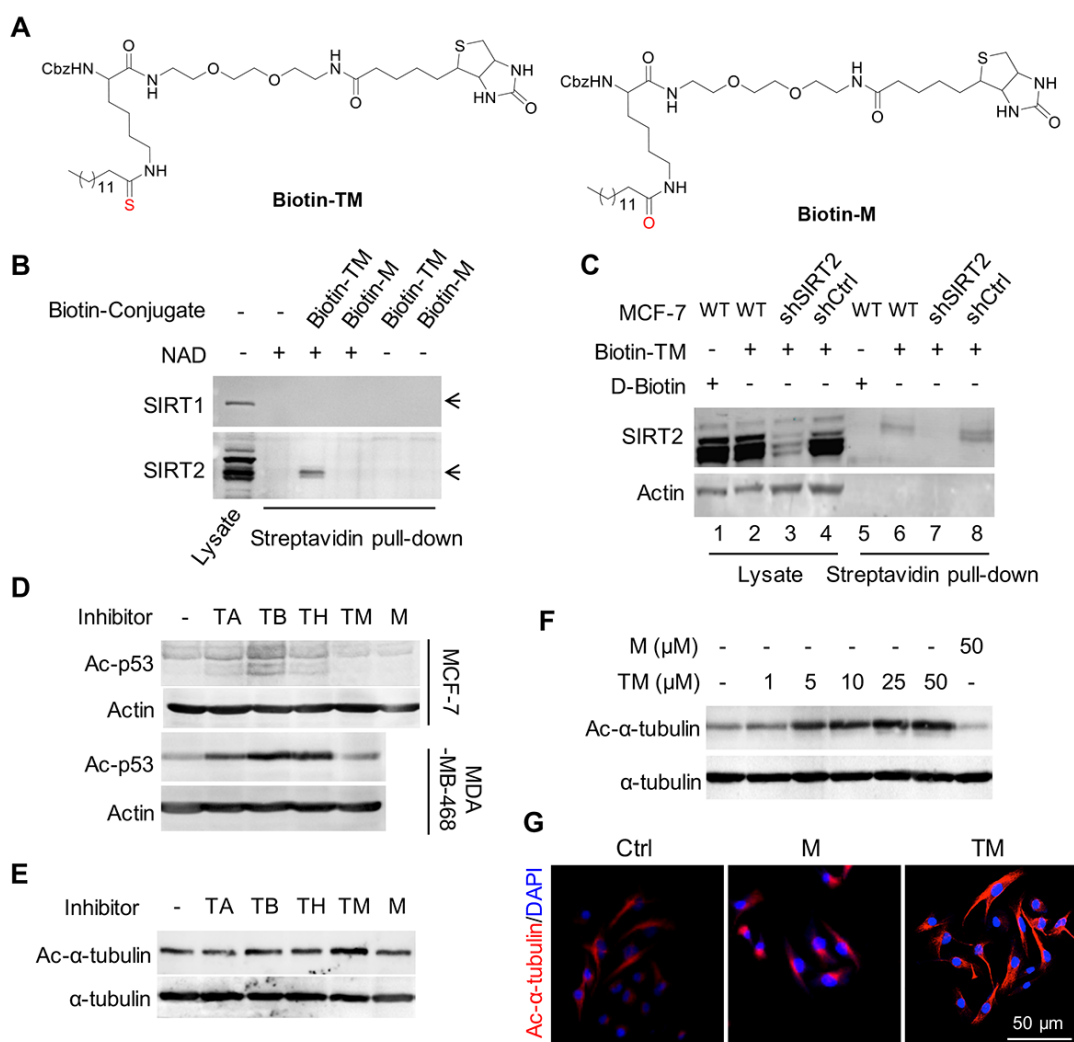 A
CbzHN
O
N
H
O
O
H
N
O
S
HN
NH
O
NH
11
S
Biotin-TM
CbzHN
O
N
H
O
O
H
N
O
S
NH
HN
O
HN
11
O
Biotin-M
B
Biotin-Conjugate - - Biotin-TM Biotin-M Biotin-TM Biotin-M
NAD - + + + - -
SIRT1
SIRT2
Lysate
Streptavidin pull-down
C
MCF-7 WT WT shSIRT2 shCtrl WT WT shSIRT2 shCtrl
Biotin-TM - + + + - + + +
D-Biotin + - - - + - - -
SIRT2
Actin
1 2 3 4 5 6 7 8
Lysate Streptavidin pull-down
D
Inhibitor - TA TB TH TM M
Ac-p53
Actin
MCF-7
Ac-p53
Actin
MDA
-MB-468
E
Inhibitor - TA TB TH TM M
Ac-α-tubulin
α-tubulin
F
M (µM) - - - - - - 50
TM (µM) - 1 5 10 25 50 -
Ac-α-tubulin
α-tubulin
G
Ctrl M TM
Ac-α-tubulin/DAPI
50 µm